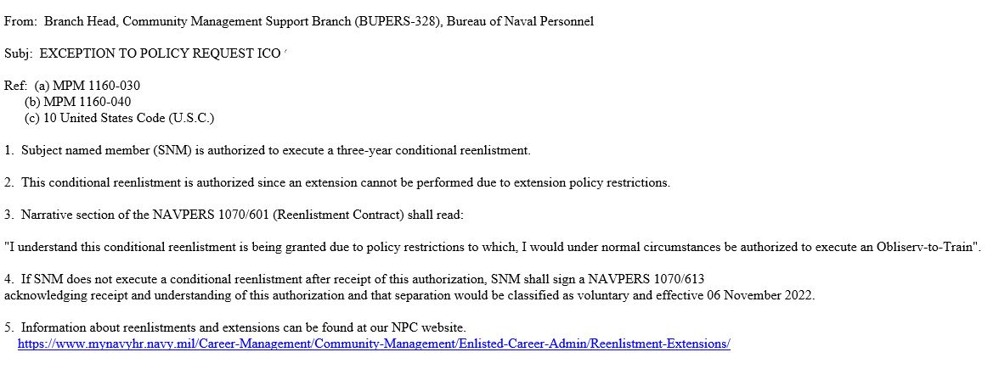 From:  Branch Head, Community Management Support Branch (BUPERS-328), Bureau of Naval Personnel
Subj:  EXCEPTION TO POLICY REQUEST ICO
Ref:  (a) MPM 1160-030
(b) MPM 1160-040
(c) 10 United States Code (U.S.C.)
1.  Subject named member (SNM) is authorized to execute a three-year conditional reenlistment.
2.  This conditional reenlistment is authorized since an extension cannot be performed due to extension policy restrictions.
3.  Narrative section of the NAVPERS 1070/601 (Reenlistment Contract) shall read:
"I understand this conditional reenlistment is being granted due to policy restrictions to which, I would under normal circumstances be authorized to execute an Obliserv-to-Train".
4.  If SNM does not execute a conditional reenlistment after receipt of this authorization, SNM shall sign a NAVPERS 1070/613
acknowledging receipt and understanding of this authorization and that separation would be classified as voluntary and effective 06 November 2022.
5.  Information about reenlistments and extensions can be found at our NPC website.
https://www.mynavyhr.navy.mil/Career-Management/Community-Management/Enlisted-Career-Admin/Reenlistment-Extensions/